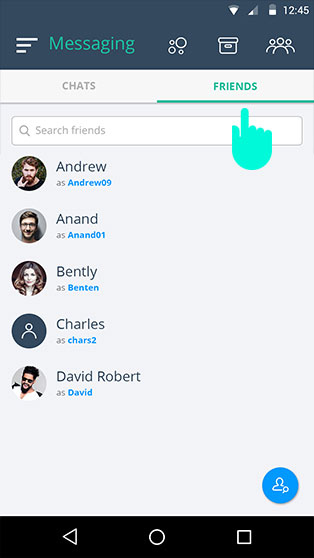 12:45
Messaging
CHATS FRIENDS
Search friends
Andrew
as Andrew09
Anand
as Anand01
Bently
as Benten
Charles
as chars2
David Robert
as David